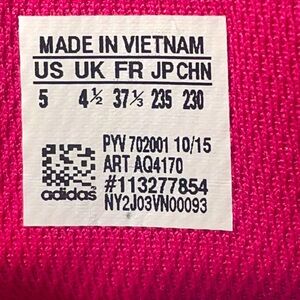 MADE IN VIETNAM
US UK FR JP CHN
5 4½ 37⅓ 235 230
PYV 702001 10/15
ART AQ4170
#113277854
adidas NY2J03VN00093